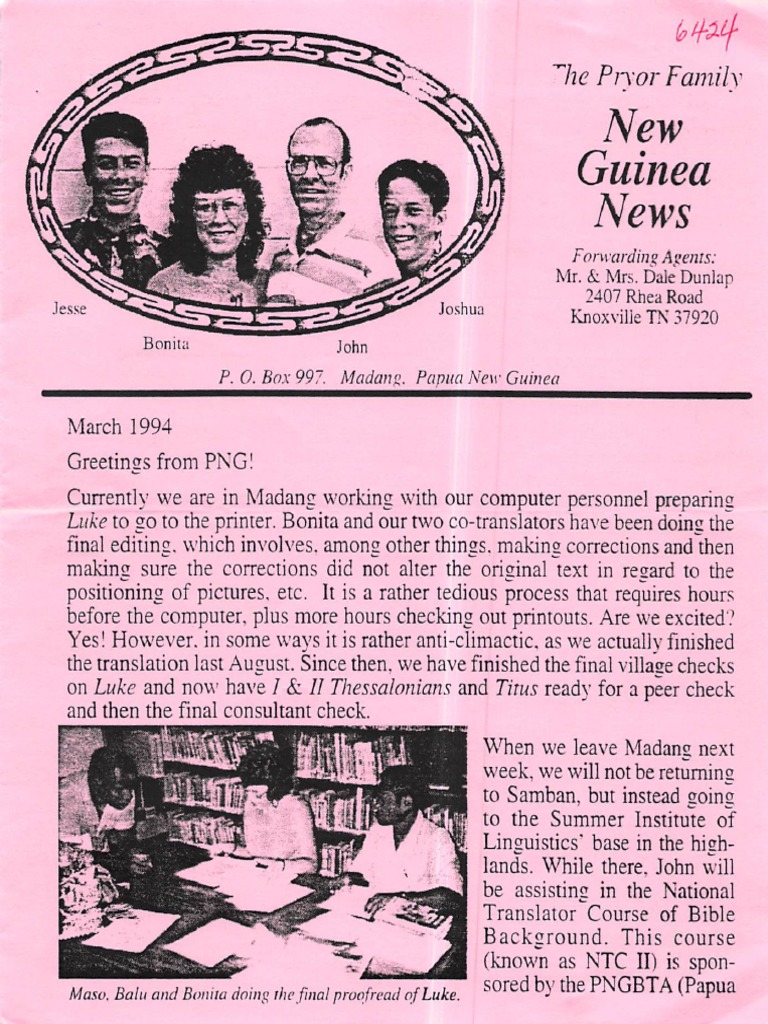 6424
The Pryor Family
New
Guinea
News
Forwarding Agents:
Mr. & Mrs. Dale Dunlap
2407 Rhea Road
Knoxville TN 37920
Jesse
Bonita
John
Joshua
P. O. Box 997. Madang. Papua New Guinea
March 1994
Greetings from PNG!
Currently we are in Madang working with our computer personnel preparing
Luke to go to the printer. Bonita and our two co-translators have been doing the
final editing, which involves, among other things, making corrections and then
making sure the corrections did not alter the original text in regard to the
positioning of pictures, etc. It is a rather tedious process that requires hours
before the computer, plus more hours checking out printouts. Are we excited?
Yes! However, in some ways it is rather anti-climactic, as we actually finished
the translation last August. Since then, we have finished the final village checks
on Luke and now have I & II Thessalonians and Titus ready for a peer check
and then the final consultant check.
When we leave Madang next
week, we will not be returning
to Samban, but instead going
to the Summer Institute of
Linguistics' base in the high-
lands. While there, John will
be assisting in the National
Translator Course of Bible
Background. This course
(known as NTC II) is spon-
sored by the PNGBTA (Papua
Maso, Balu and Bonita doing the final proofread of Luke.